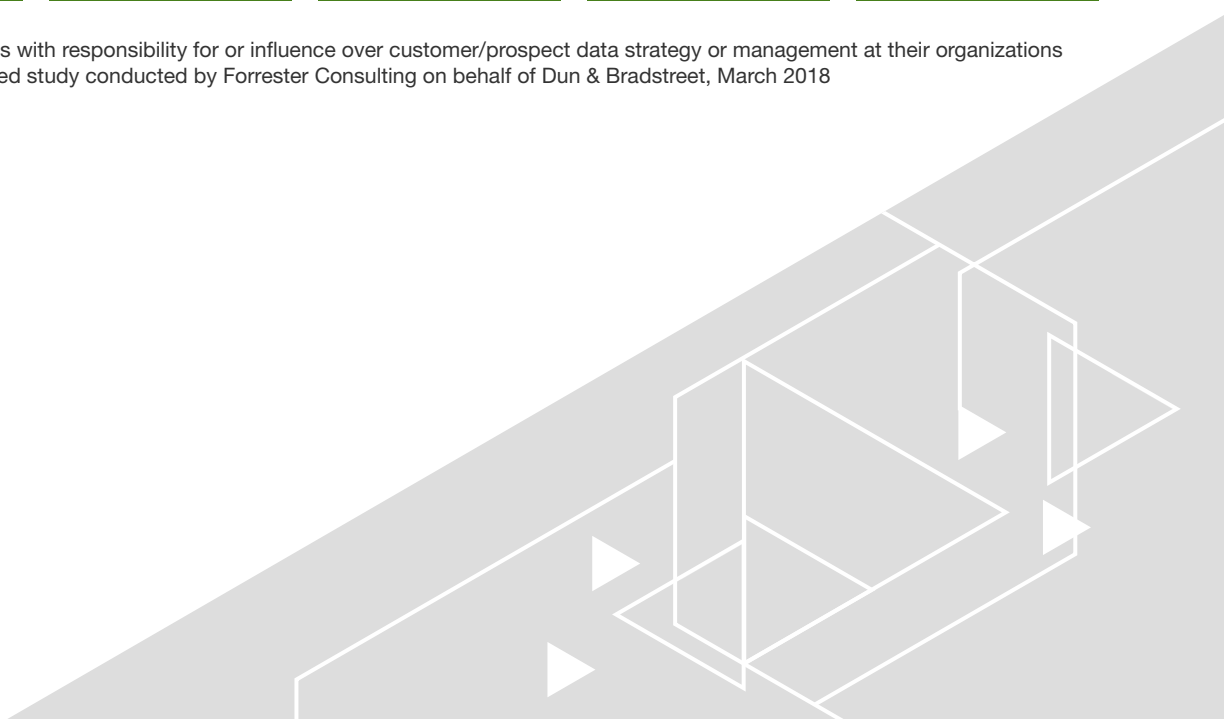 s with responsibility for or influence over customer/prospect data strategy or management at their organizations
ed study conducted by Forrester Consulting on behalf of Dun & Bradstreet, March 2018